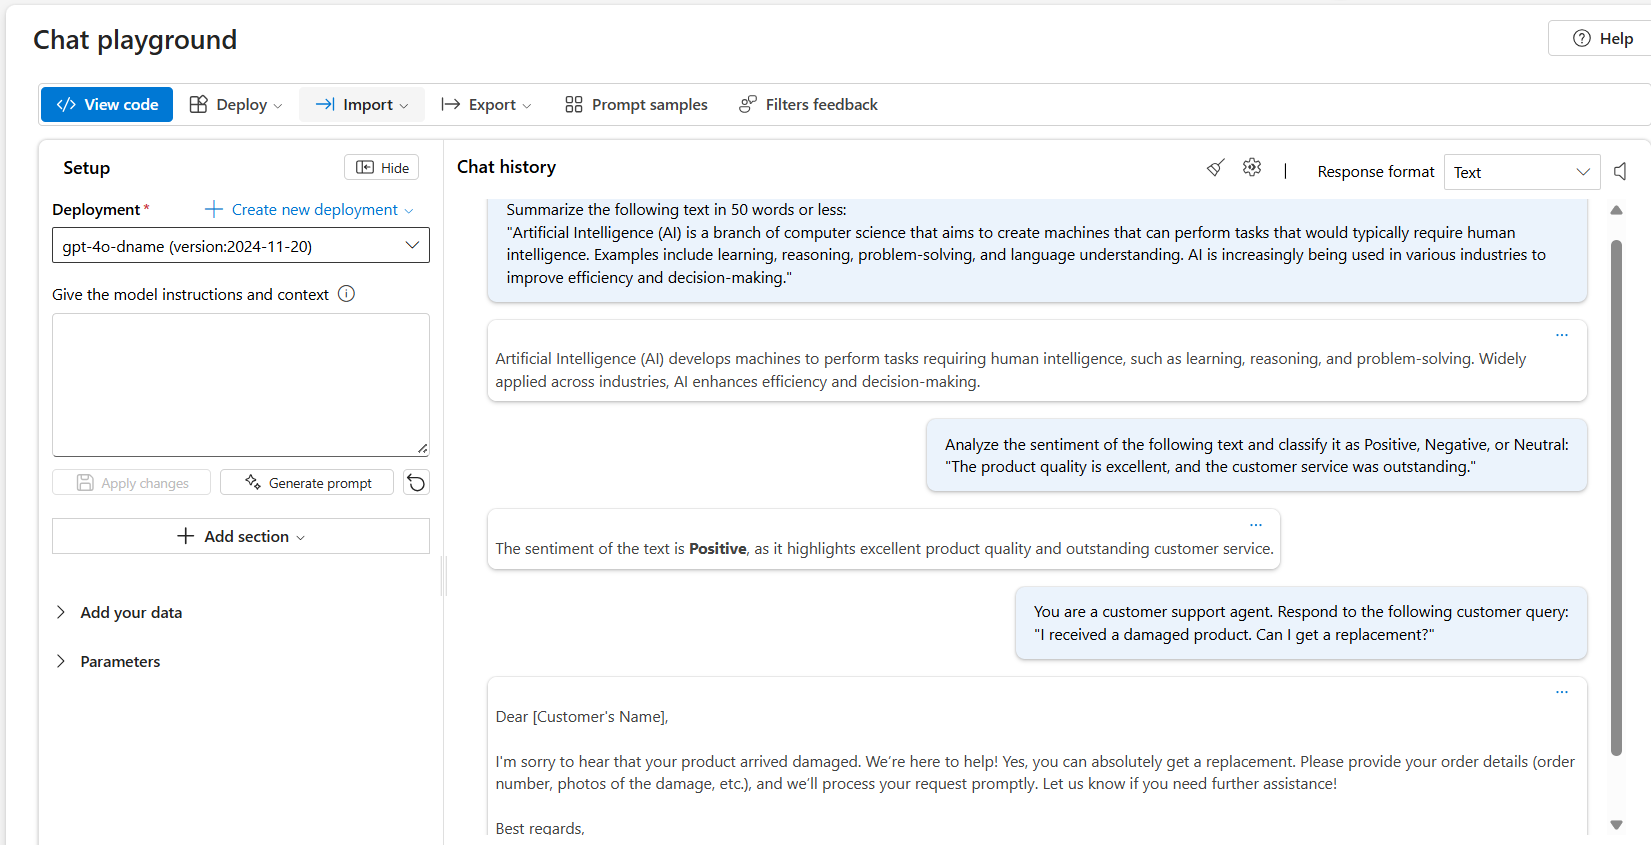 Chat playground
Help
View code
Deploy
Import
Export
Prompt samples
Filters feedback
Setup
Hide
Deployment *
Create new deployment
gpt-4o-dname (version:2024-11-20)
Give the model instructions and context
Apply changes
Generate prompt
Add section
Add your data
Parameters
Chat history
Response format
Text
Summarize the following text in 50 words or less:
"Artificial Intelligence (AI) is a branch of computer science that aims to create machines that can perform tasks that would typically require human
intelligence. Examples include learning, reasoning, problem-solving, and language understanding. AI is increasingly being used in various industries to
improve efficiency and decision-making."
Artificial Intelligence (AI) develops machines to perform tasks requiring human intelligence, such as learning, reasoning, and problem-solving. Widely
applied across industries, AI enhances efficiency and decision-making.
Analyze the sentiment of the following text and classify it as Positive, Negative, or Neutral:
"The product quality is excellent, and the customer service was outstanding."
The sentiment of the text is Positive, as it highlights excellent product quality and outstanding customer service.
You are a customer support agent. Respond to the following customer query:
"I received a damaged product. Can I get a replacement?"
Dear [Customer's Name],
I'm sorry to hear that your product arrived damaged. We're here to help! Yes, you can absolutely get a replacement. Please provide your order details (order
number, photos of the damage, etc.), and we'll process your request promptly. Let us know if you need further assistance!
Best regards,